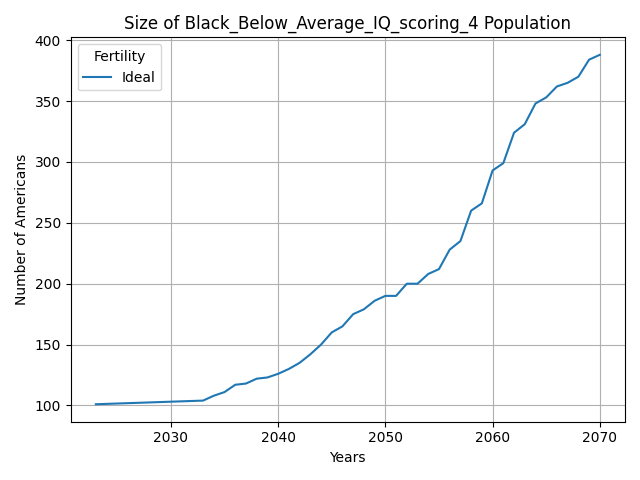 Size of Black_Below_Average_IQ_scoring_4 Population
Fertility
Ideal
400
350
300
250
200
150
100
Number of Americans
2030 2040 2050 2060 2070
Years